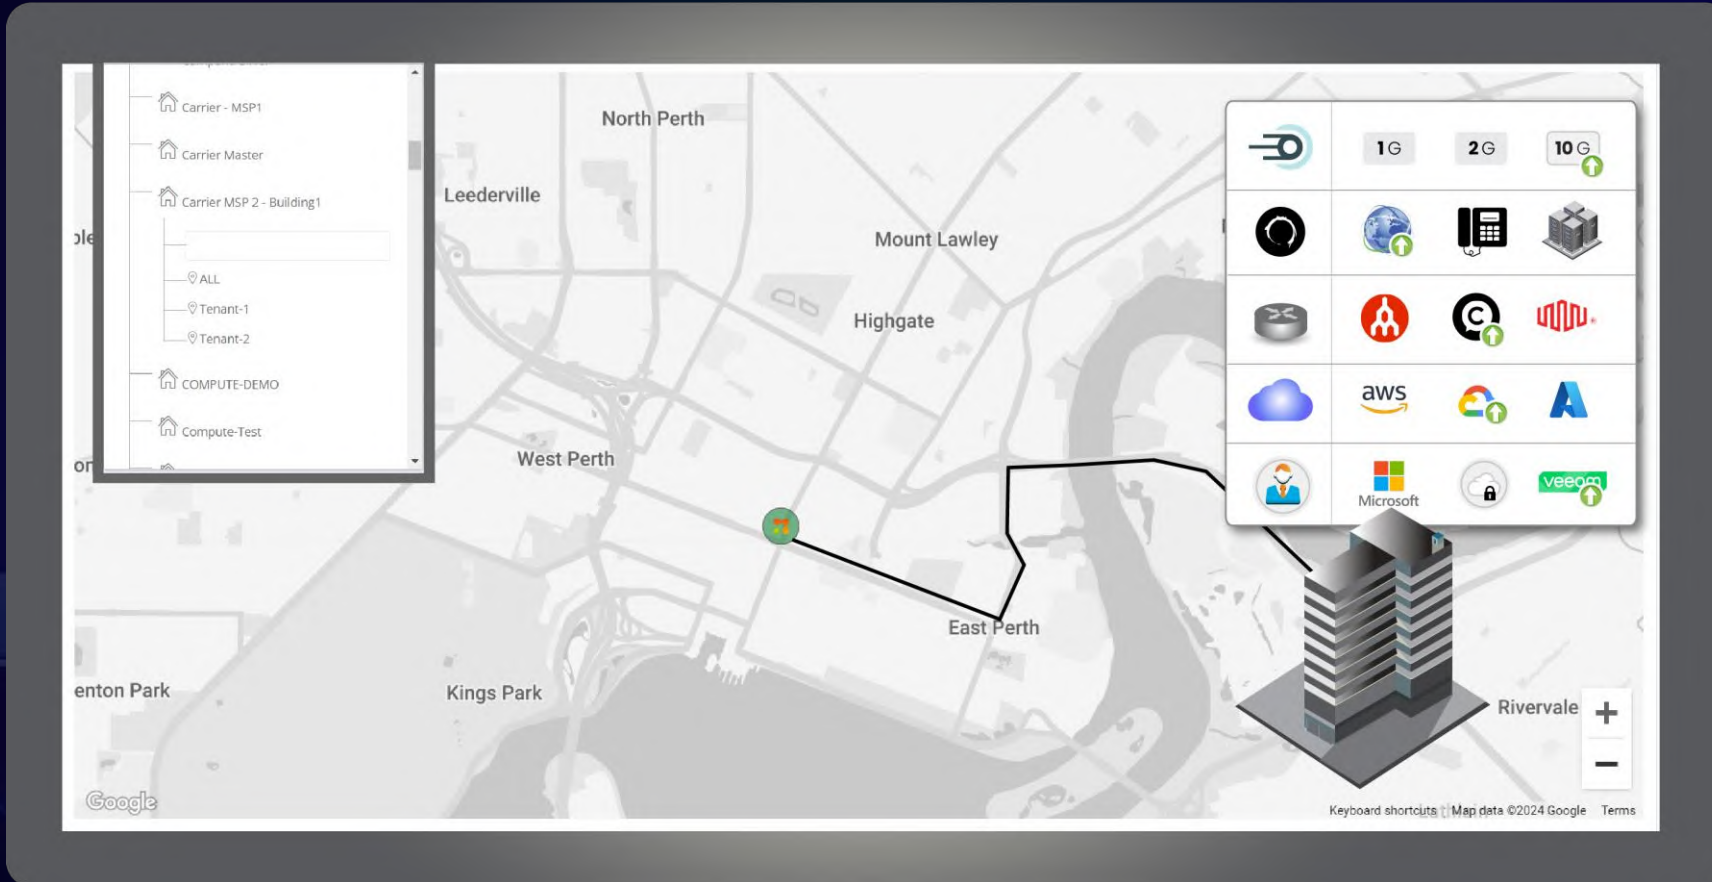 Carrier - MSP1
Carrier Master
Carrier MSP 2 - Building1
ALL
Tenant-1
Tenant-2
COMPUTE-DEMO
Compute-Test
North Perth
Leederville
Mount Lawley
Highgate
West Perth
East Perth
enton Park
Kings Park
Rivervale
1G
2G
10G
C
aws
Microsoft
veeam
+
−
Google
Keyboard shortcuts
Map data ©2024 Google
Terms